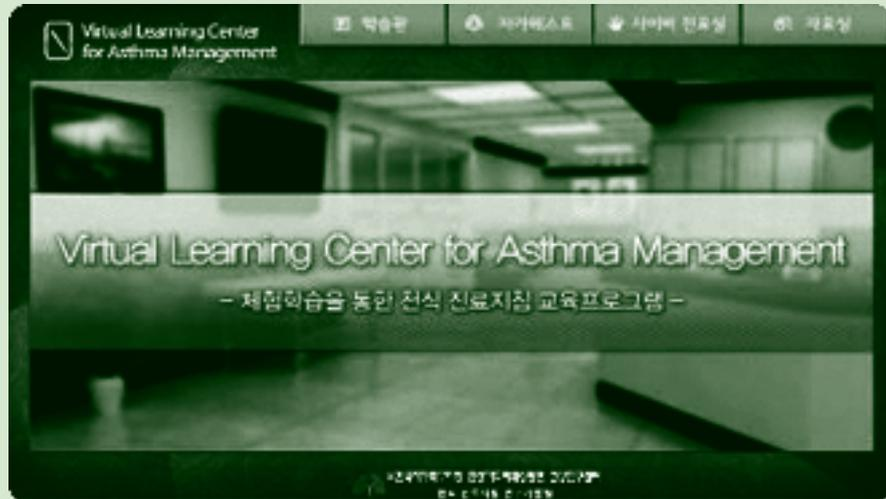 Virtual Learning Center
for Asthma Management
학습관
자가테스트
사이버 진료실
자료실
Virtual Learning Center for Asthma Management
- 체험학습을 통한 천식 진료지침 교육프로그램 -